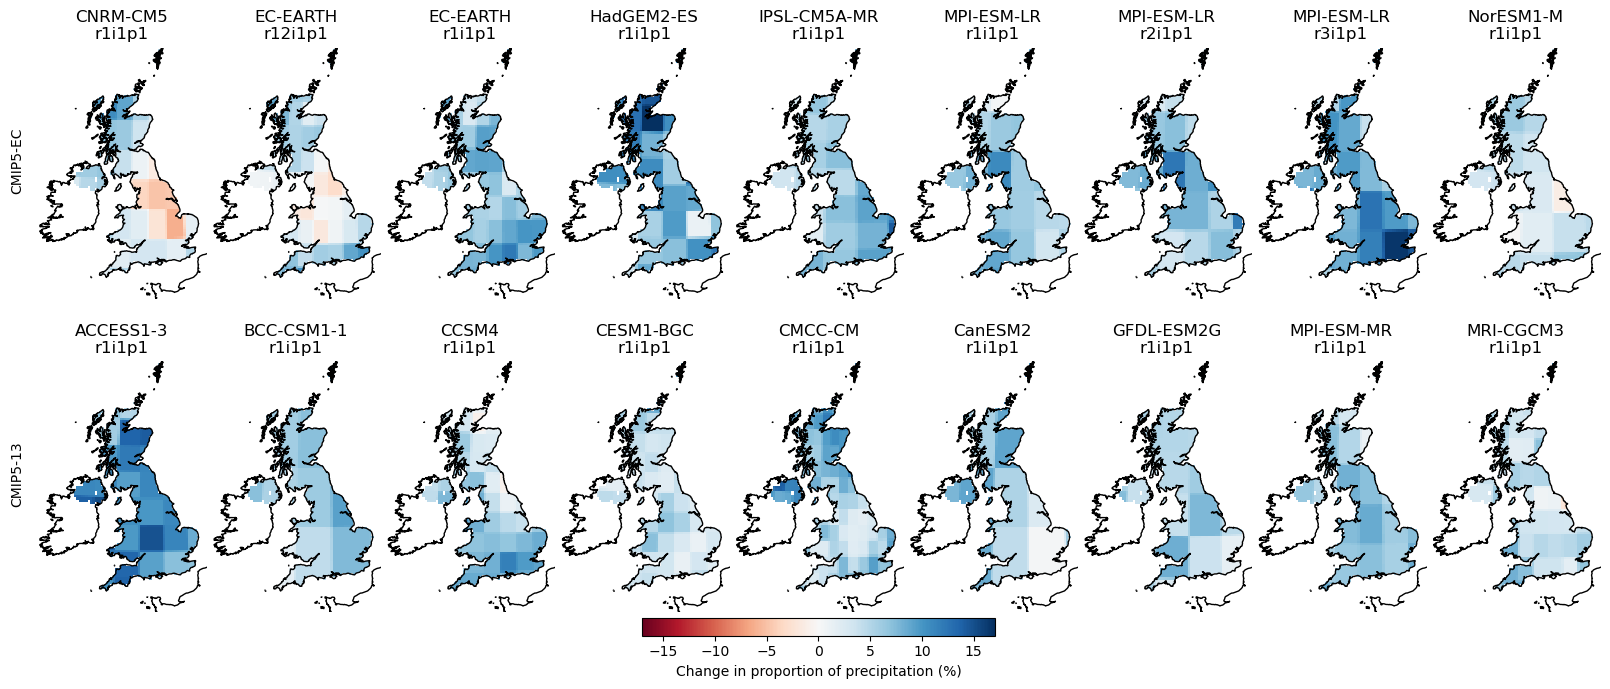 CNRM-CM5 EC-EARTH EC-EARTH HadGEM2-ES IPSL-CM5A-MR MPI-ESM-LR MPI-ESM-LR MPI-ESM-LR NorESM1-M
r1i1p1 r12i1p1 r1i1p1 r1i1p1 r1i1p1 r1i1p1 r2i1p1 r3i1p1 r1i1p1
CMIP5-EC
ACCESS1-3 BCC-CSM1-1 CCSM4 CESM1-BGC CMCC-CM CanESM2 GFDL-ESM2G MPI-ESM-MR MRI-CGCM3
r1i1p1 r1i1p1 r1i1p1 r1i1p1 r1i1p1 r1i1p1 r1i1p1 r1i1p1 r1i1p1
CMIP5-13
−15 −10 −5 0 5 10 15
Change in proportion of precipitation (%)